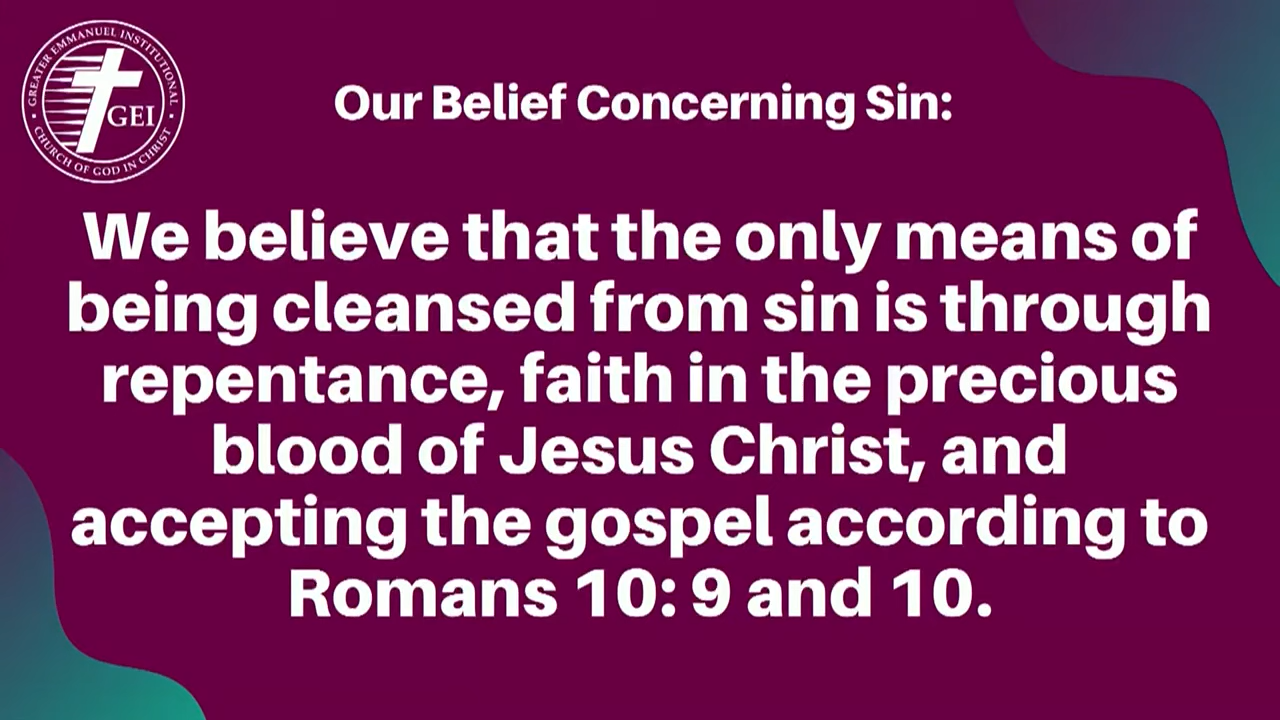 GREATER EMMANUEL INSTITUTIONAL
GEI
CHURCH OF GOD IN CHRIST
Our Belief Concerning Sin:
We believe that the only means of
being cleansed from sin is through
repentance, faith in the precious
blood of Jesus Christ, and
accepting the gospel according to
Romans 10: 9 and 10.